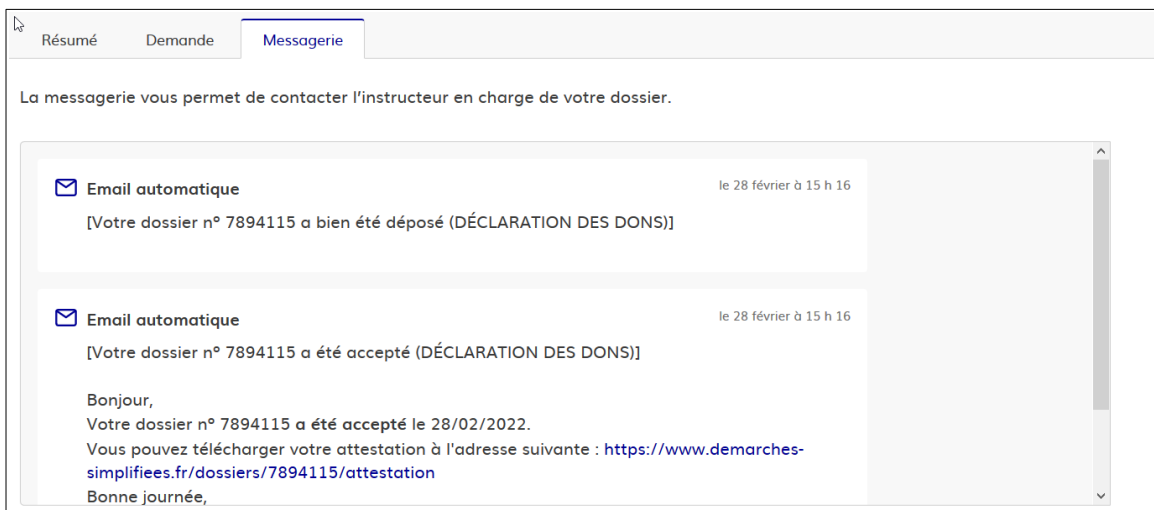 Résumé Demande Messagerie
La messagerie vous permet de contacter l'instructeur en charge de votre dossier.
Email automatique le 28 février à 15 h 16
[Votre dossier nº 7894115 a bien été déposé (DÉCLARATION DES DONS)]
Email automatique le 28 février à 15 h 16
[Votre dossier nº 7894115 a été accepté (DÉCLARATION DES DONS)]
Bonjour,
Votre dossier nº 7894115 a été accepté le 28/02/2022.
Vous pouvez télécharger votre attestation à l'adresse suivante : https://www.demarches-
simplifiees.fr/dossiers/7894115/attestation
Bonne journée,